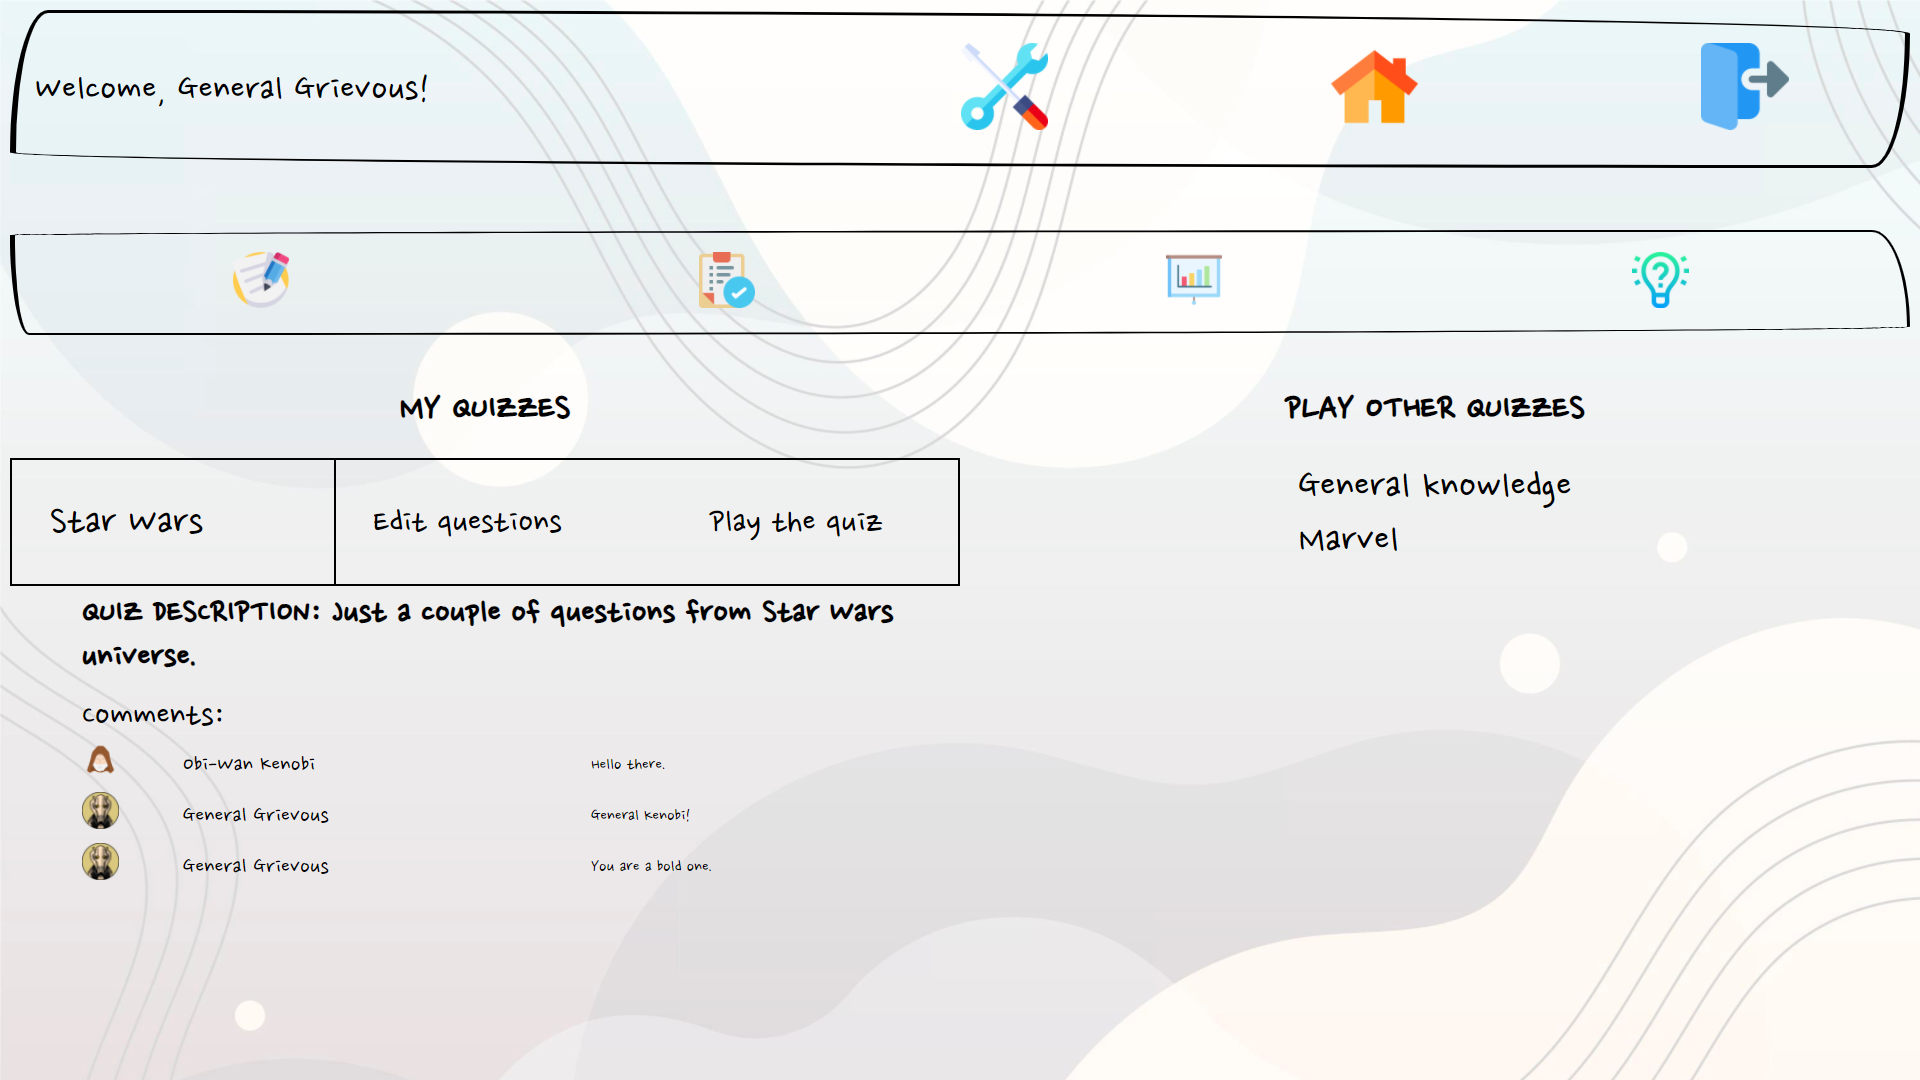 Welcome, General Grievous!
MY QUIZZES
Star Wars
Edit questions
Play the quiz
QUIZ DESCRIPTION: Just a couple of questions from Star Wars
universe.
Comments:
Obi-Wan Kenobi
Hello there.
General Grievous
General Kenobi!
General Grievous
You are a bold one.
PLAY OTHER QUIZZES
General knowledge
Marvel